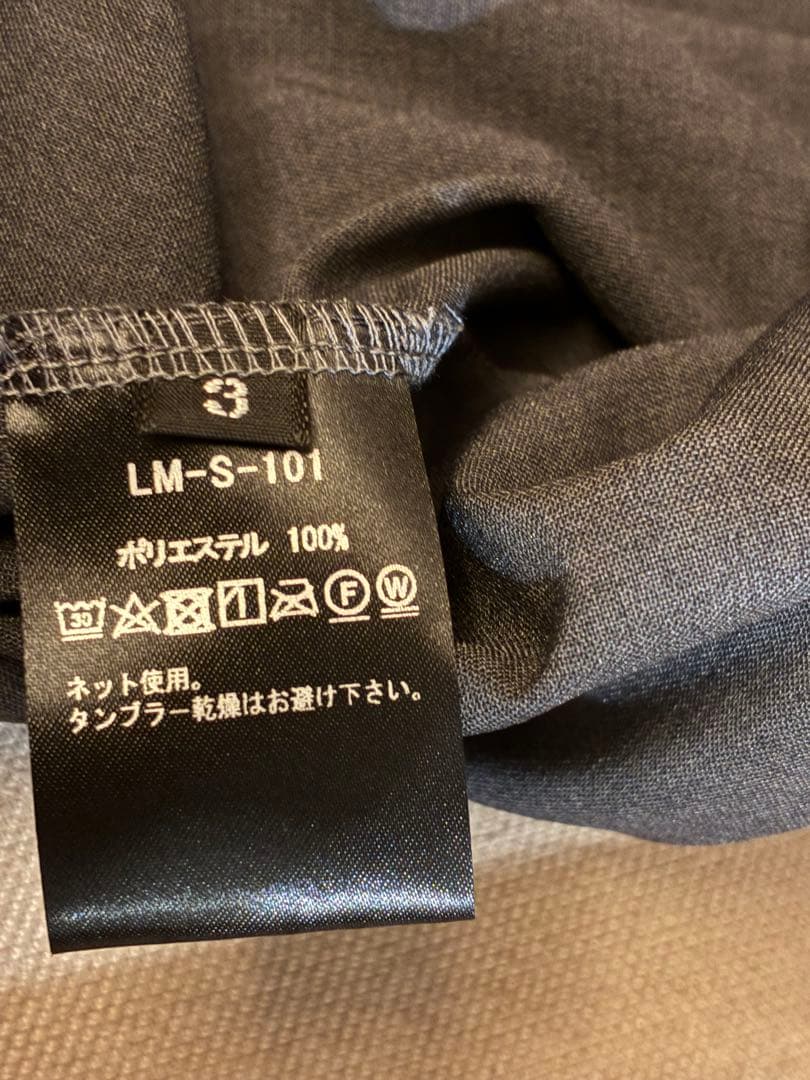 3
LM-S-101
ポリエステル 100%
30 F W
ネット使用。
タンブラー乾燥はお避け下さい。